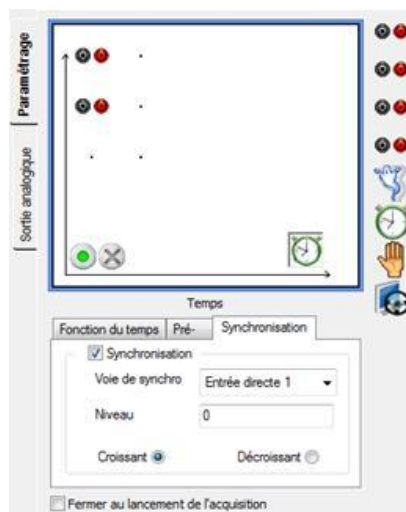 Paramétrage
Sortie analogique
Temps
Fonction du temps Pré- Synchronisation
Synchronisation
Voie de synchro Entrée directe 1
Niveau 0
Croissant Décroissant
Fermer au lancement de l'acquisition